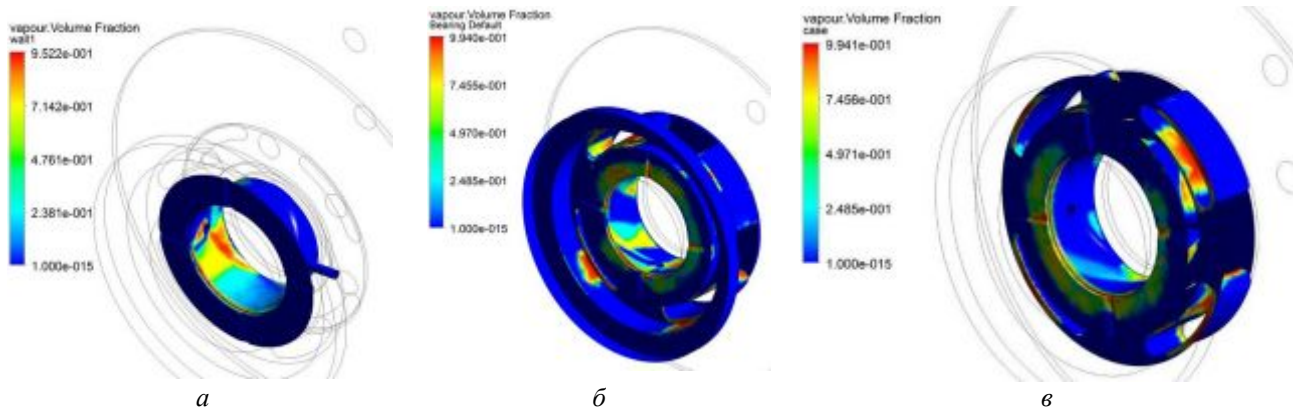 vapour.Volume Fraction
wall1
9.522e-001
7.142e-001
4.761e-001
2.381e-001
1.000e-015
vapour.Volume Fraction
Bearing Default
9.940e-001
7.455e-001
4.970e-001
2.485e-001
1.000e-015
vapour.Volume Fraction
case
9.941e-001
7.456e-001
4.971e-001
2.485e-001
1.000e-015
а
б
в